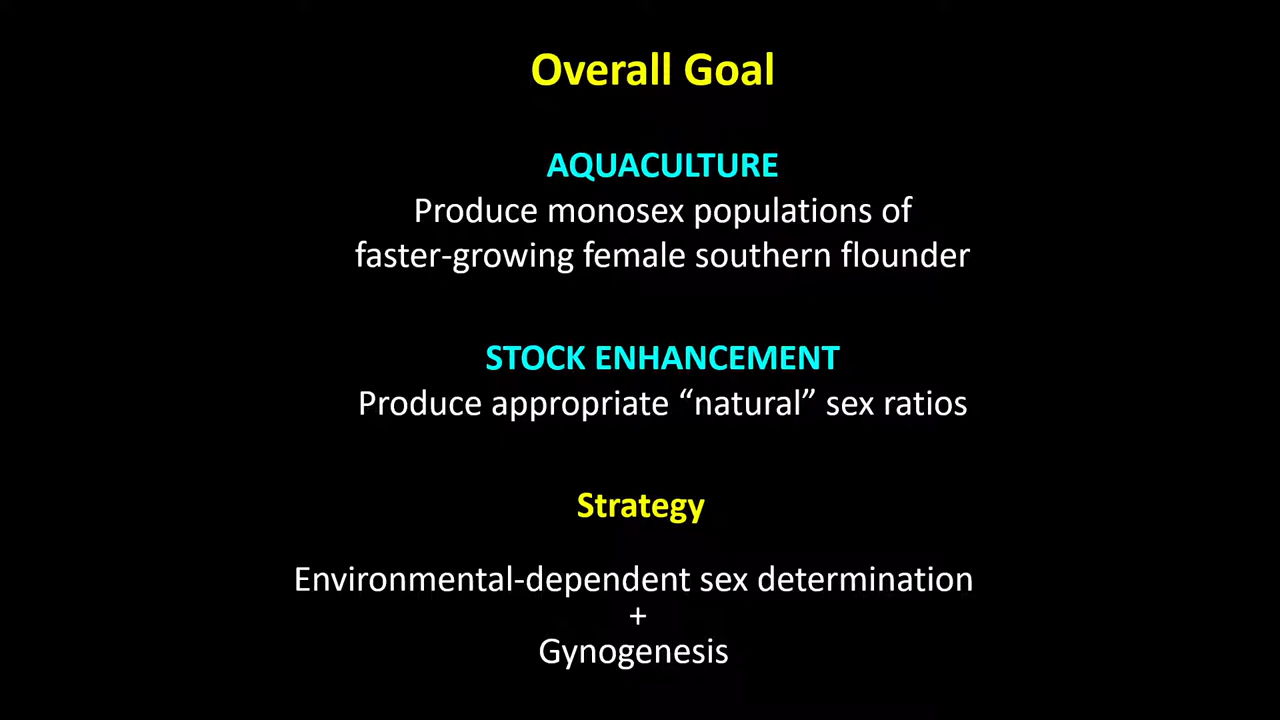 Overall Goal
AQUACULTURE
Produce monosex populations of
faster-growing female southern flounder
STOCK ENHANCEMENT
Produce appropriate “natural” sex ratios
Strategy
Environmental-dependent sex determination
+
Gynogenesis